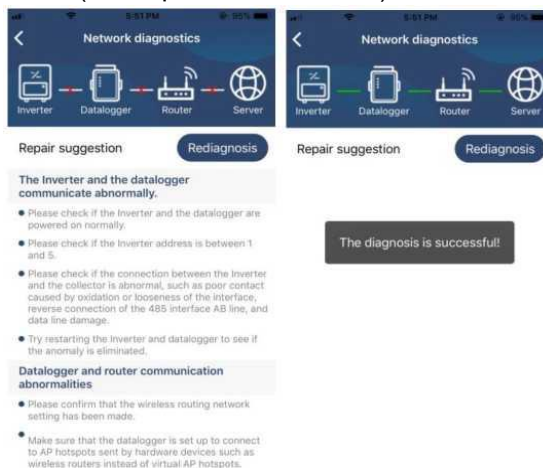 5:51 PM 95%
Network diagnostics
Inverter Datalogger Router Server
Repair suggestion Rediagnosis
The Inverter and the datalogger
communicate abnormally.
Please check if the Inverter and the datalogger are
powered on normally.
Please check if the Inverter address is between 1
and 5.
Please check if the connection between the Inverter
and the collector is abnormal, such as poor contact
caused by oxidation or looseness of the interface,
reverse connection of the 485 interface AB line, and
data line damage.
Try restarting the Inverter and datalogger to see if
the anomaly is eliminated.
Datalogger and router communication
abnormalities
Please confirm that the wireless routing network
setting has been made.
Make sure that the datalogger is set up to connect
to AP hotspots sent by hardware devices such as
wireless routers instead of virtual AP hotspots.
5:51 PM 95%
Network diagnostics
Inverter Datalogger Router Server
Repair suggestion Rediagnosis
The diagnosis is successful!